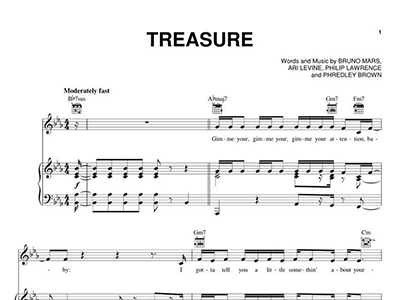 1
TREASURE
Words and Music by BRUNO MARS,
ARI LEVINE, PHILIP LAWRENCE
and PHREDLEY BROWN
Moderately fast
B♭7sus A♭maj7 Gm7 Fm7
Gim-me your, gim-me your, gim-me your at-ten-tion, ba-
Gm7 Cm
by: I got-ta tell you a lit-tle some-thin' a-bout your-